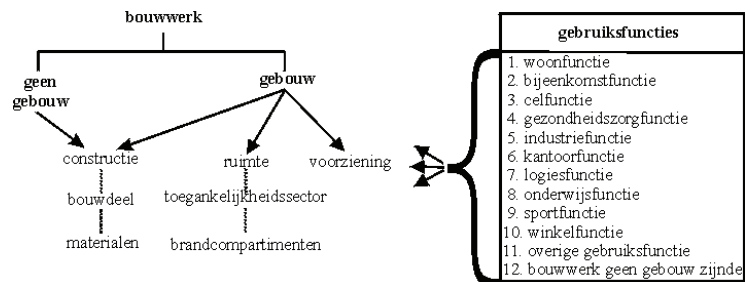 bouwwerk
geen
gebouw
gebouw
constructie
ruimte
voorziening
bouwdeel
toegankelijkheidssector
materialen
brandcompartimenten
gebruiksfuncties
1. woonfunctie
2. bijeenkomstfunctie
3. celfunctie
4. gezondheidszorgfunctie
5. industriefunctie
6. kantoorfunctie
7. logiesfunctie
8. onderwijsfunctie
9. sportfunctie
10. winkelfunctie
11. overige gebruiksfunctie
12. bouwwerk geen gebouw zijnde